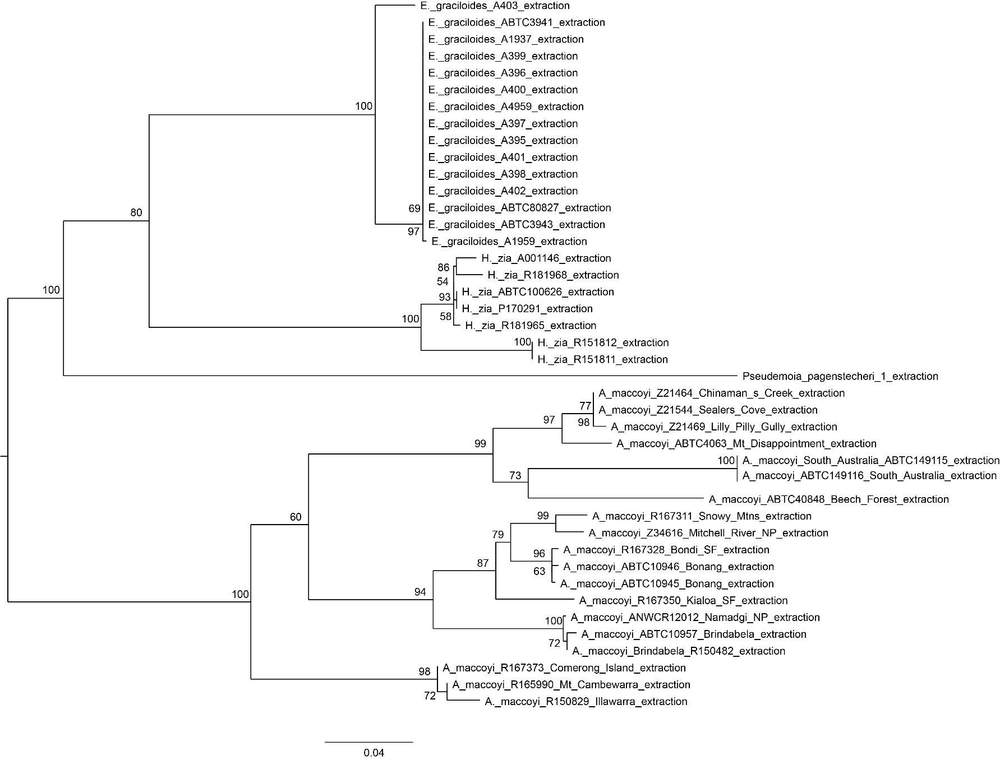 E._graciloides_A403_extraction
E._graciloides_ABTC3941_extraction
E._graciloides_A1937_extraction
E._graciloides_A399_extraction
E._graciloides_A396_extraction
E._graciloides_A400_extraction
100 E._graciloides_A4959_extraction
E._graciloides_A397_extraction
E._graciloides_A395_extraction
E._graciloides_A401_extraction
E._graciloides_A398_extraction
E._graciloides_A402_extraction
80 69 E._graciloides_ABTC80827_extraction
97 E._graciloides_ABTC3943_extraction
E._graciloides_A1959_extraction
H._zia_A001146_extraction
86
54 H._zia_R181968_extraction
100 93 H._zia_ABTC100626_extraction
58 H._zia_P170291_extraction
100 H._zia_R181965_extraction
100 H._zia_R151812_extraction
H._zia_R151811_extraction
Pseudemoia_pagenstecheri_1_extraction
A_maccoyi_Z21464_Chinaman_s_Creek_extraction
77 A_maccoyi_Z21544_Sealers_Cove_extraction
97 98 A_maccoyi_Z21469_Lilly_Pilly_Gully_extraction
99 A_maccoyi_ABTC4063_Mt_Disappointment_extraction
100 A._maccoyi_South_Australia_ABTC149115_extraction
73 A_maccoyi_ABTC149116_South_Australia_extraction
A_maccoyi_ABTC40848_Beech_Forest_extraction
60 99 A_maccoyi_R167311_Snowy_Mtns_extraction
79 A_maccoyi_Z34616_Mitchell_River_NP_extraction
96 A_maccoyi_R167328_Bondi_SF_extraction
87 63 A_maccoyi_ABTC10946_Bonang_extraction
A._maccoyi_ABTC10945_Bonang_extraction
100 94 A_maccoyi_R167350_Kialoa_SF_extraction
100 A_maccoyi_ANWCR12012_Namadgi_NP_extraction
72 A_maccoyi_ABTC10957_Brindabela_extraction
A._maccoyi_Brindabela_R150482_extraction
98 A_maccoyi_R167373_Comerong_Island_extraction
72 A_maccoyi_R165990_Mt_Cambewarra_extraction
A._maccoyi_R150829_Illawarra_extraction
0.04